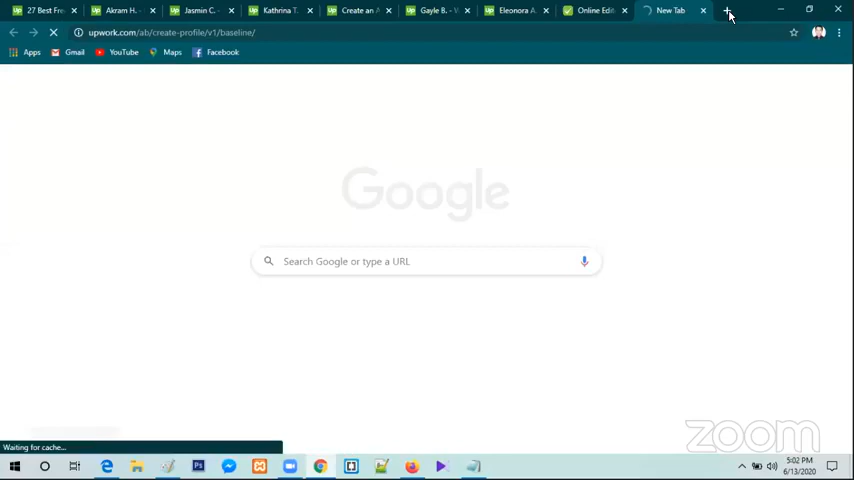 27 Best Fre
Akram H. -
Jasmin C. -
Kathrina T.
Create an A
Gayle B. - W
Eleonora A.
Online Edit
New Tab
upwork.com/ab/create-profile/v1/baseline/
Apps
Gmail
YouTube
Maps
Facebook
Google
Search Google or type a URL
zoom
Waiting for cache...
5:02 PM
6/13/2020